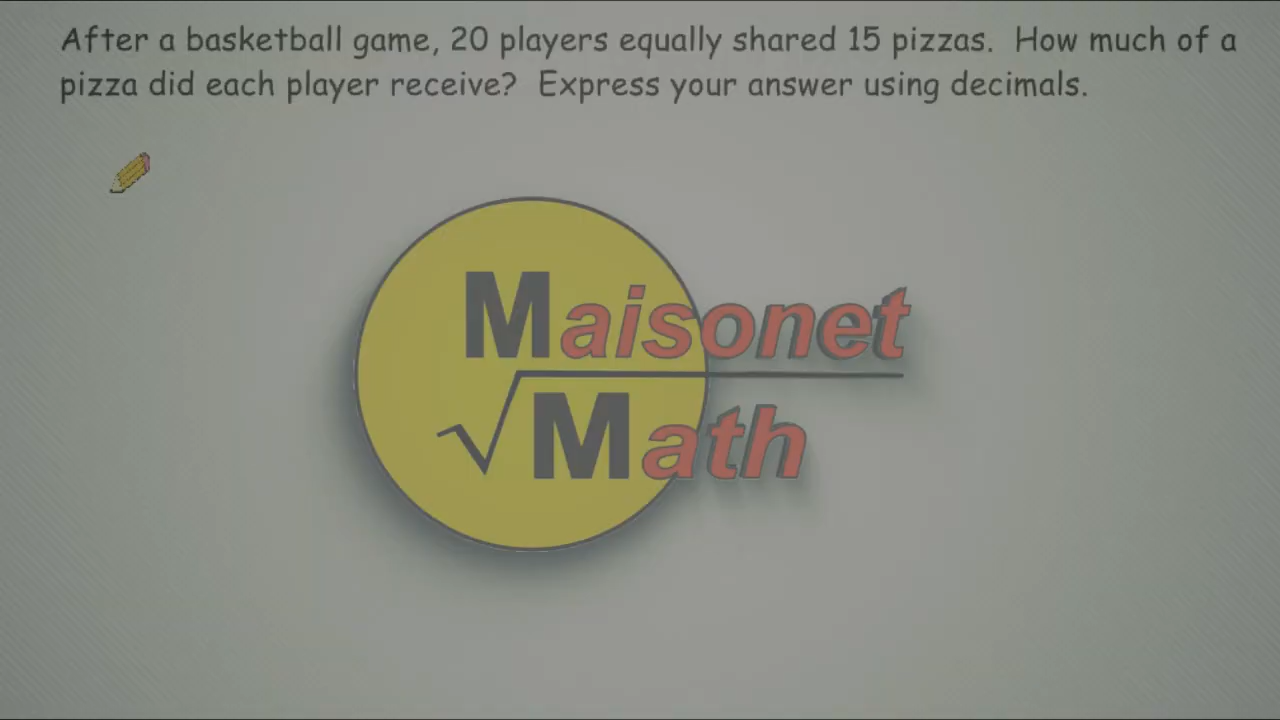 After a basketball game, 20 players equally shared 15 pizzas.  How much of a
pizza did each player receive?  Express your answer using decimals.
Maisonet
√Math